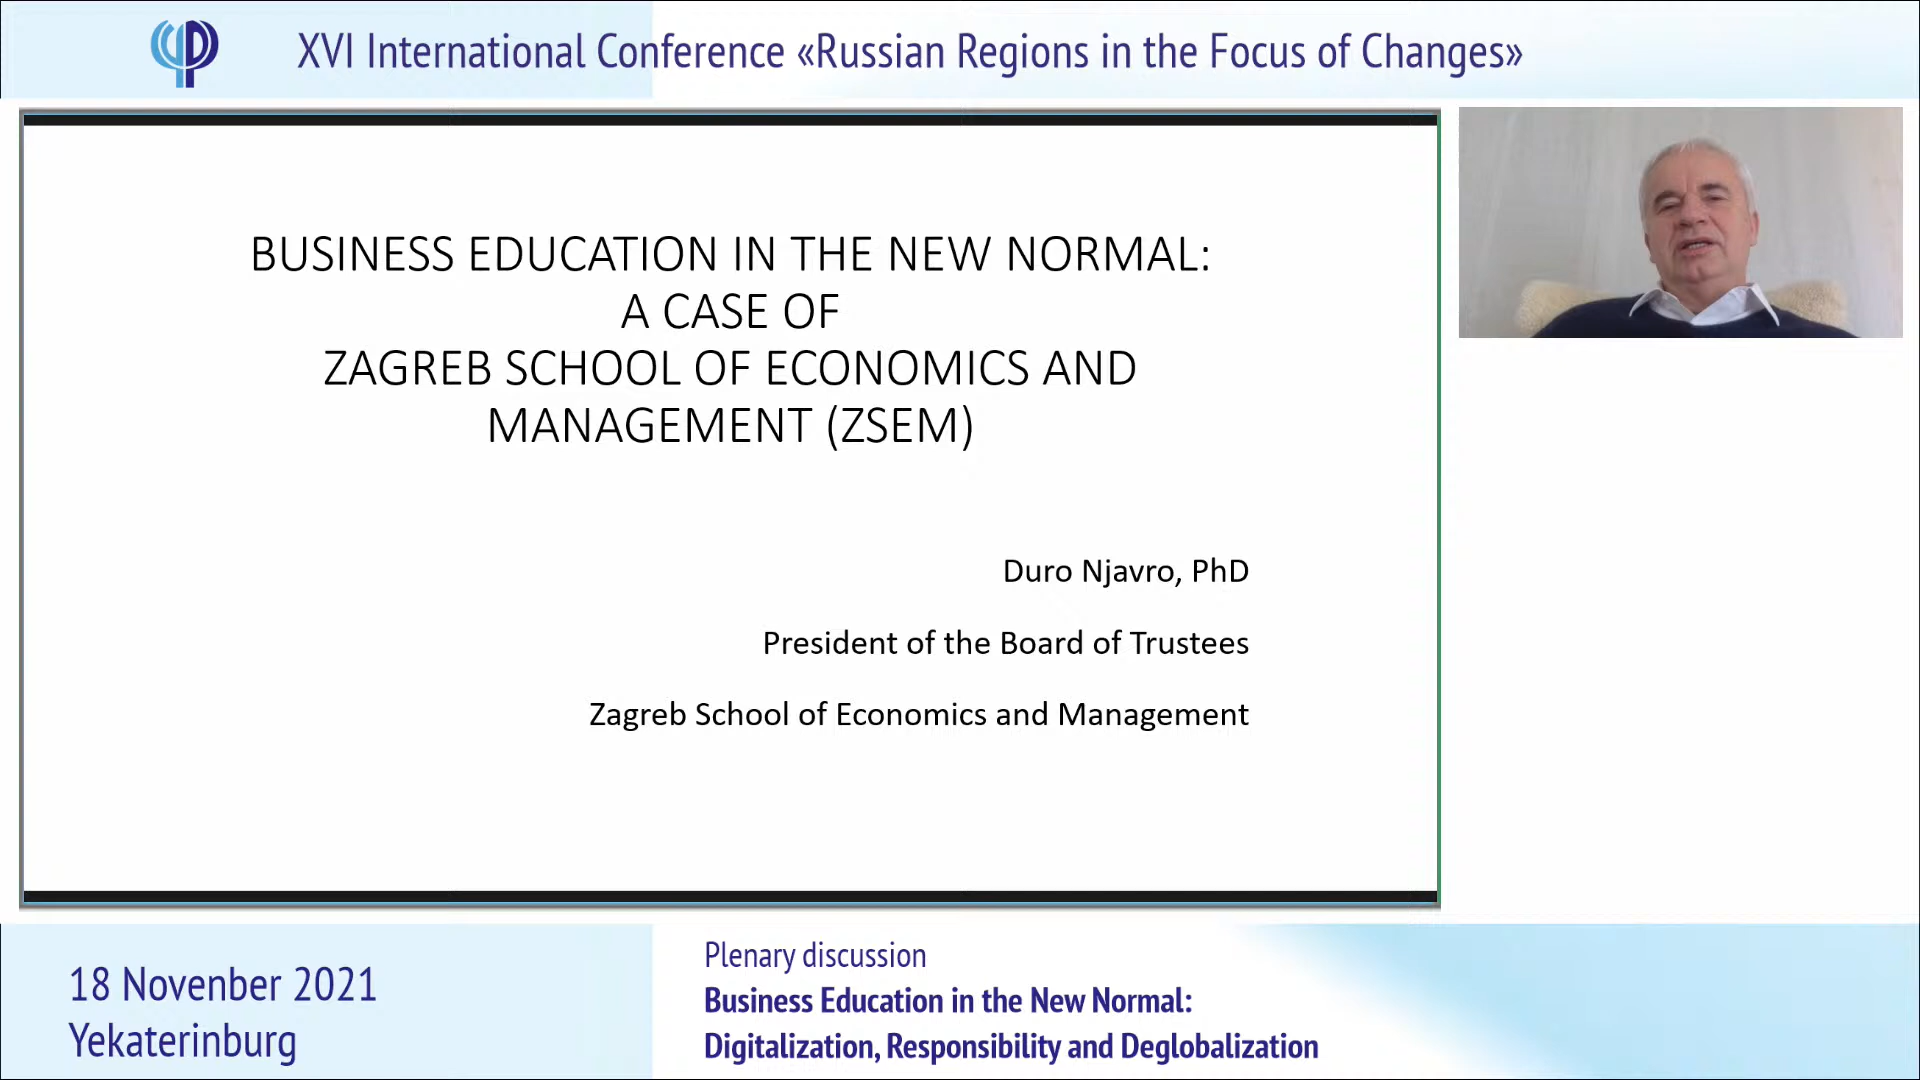 XVI International Conference «Russian Regions in the Focus of Changes»
BUSINESS EDUCATION IN THE NEW NORMAL:
A CASE OF
ZAGREB SCHOOL OF ECONOMICS AND
MANAGEMENT (ZSEM)
Duro Njavro, PhD
President of the Board of Trustees
Zagreb School of Economics and Management
18 Novenber 2021
Yekaterinburg
Plenary discussion
Business Education in the New Normal:
Digitalization, Responsibility and Deglobalization